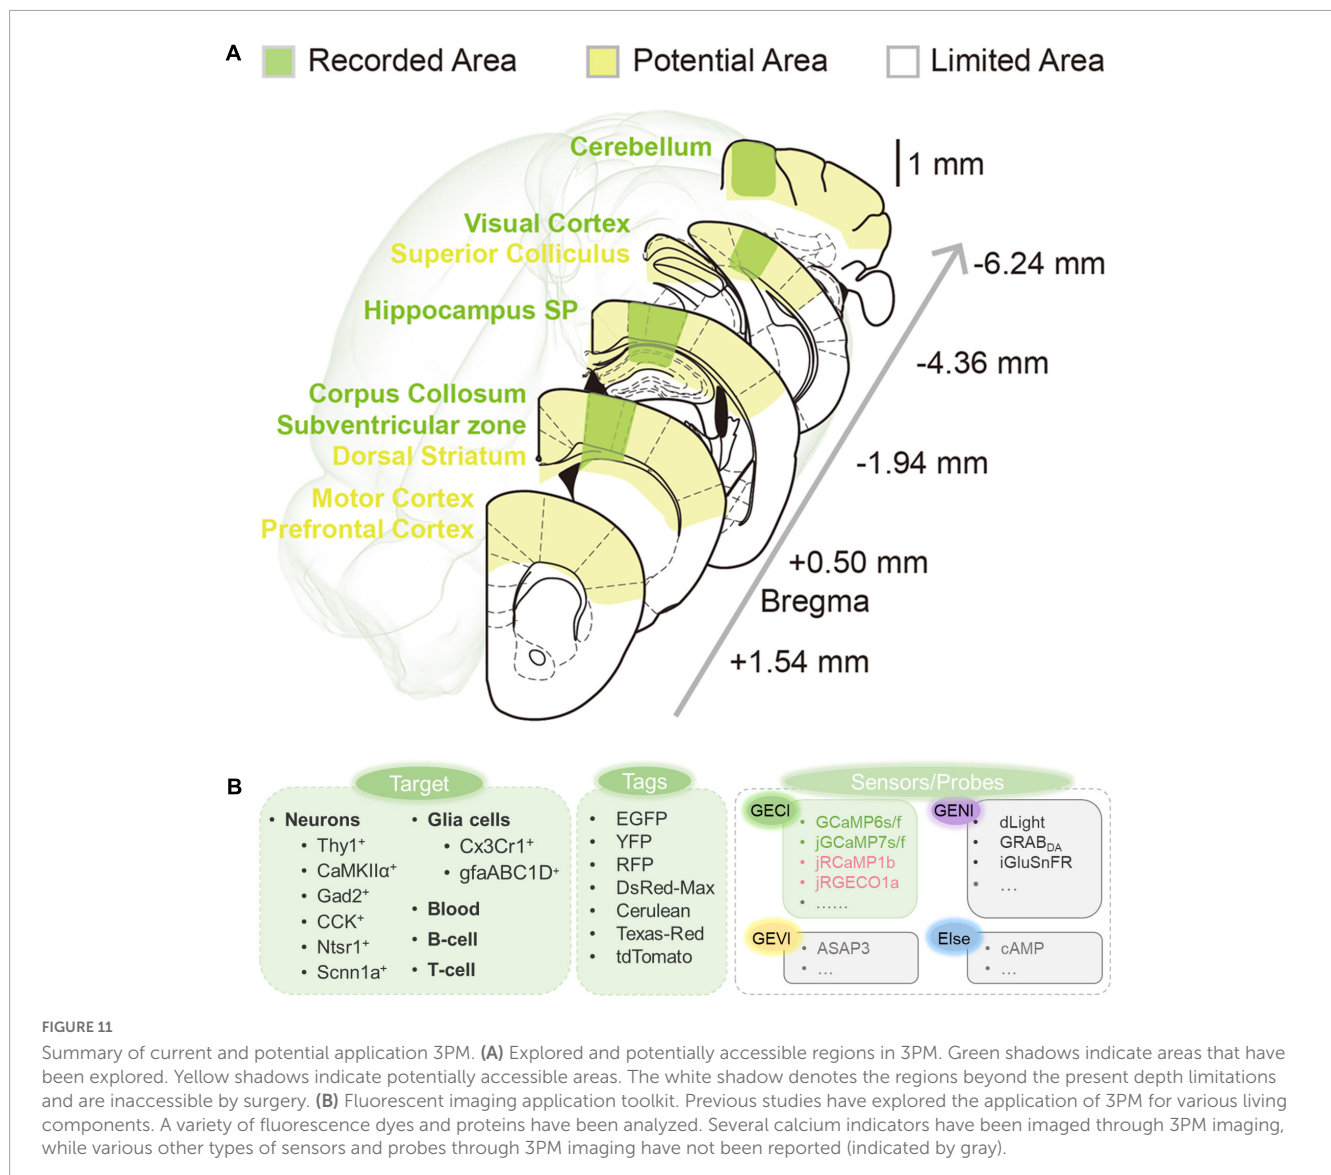 A
Recorded Area
Potential Area
Limited Area
Cerebellum
1 mm
Visual Cortex
Superior Colliculus
-6.24 mm
Hippocampus SP
-4.36 mm
Corpus Collosum
Subventricular zone
Dorsal Striatum
-1.94 mm
Motor Cortex
Prefrontal Cortex
+0.50 mm
Bregma
+1.54 mm
B
Target
• Neurons
• Thy1+
• CaMKIIα+
• Gad2+
• CCK+
• Ntsr1+
• Scnn1a+
• Glia cells
• Cx3Cr1+
• gfaABC1D+
• Blood
• B-cell
• T-cell
Tags
• EGFP
• YFP
• RFP
• DsRed-Max
• Cerulean
• Texas-Red
• tdTomato
Sensors/Probes
GECI
• GCaMP6s/f
• jGCaMP7s/f
• jRCaMP1b
• jRGECO1a
• ......
GENI
• dLight
• GRABDA
• iGluSnFR
• ...
GEVI
• ASAP3
• ...
Else
• cAMP
• ...
FIGURE 11
Summary of current and potential application 3PM. (A) Explored and potentially accessible regions in 3PM. Green shadows indicate areas that have
been explored. Yellow shadows indicate potentially accessible areas. The white shadow denotes the regions beyond the present depth limitations
and are inaccessible by surgery. (B) Fluorescent imaging application toolkit. Previous studies have explored the application of 3PM for various living
components. A variety of fluorescence dyes and proteins have been analyzed. Several calcium indicators have been imaged through 3PM imaging,
while various other types of sensors and probes through 3PM imaging have not been reported (indicated by gray).